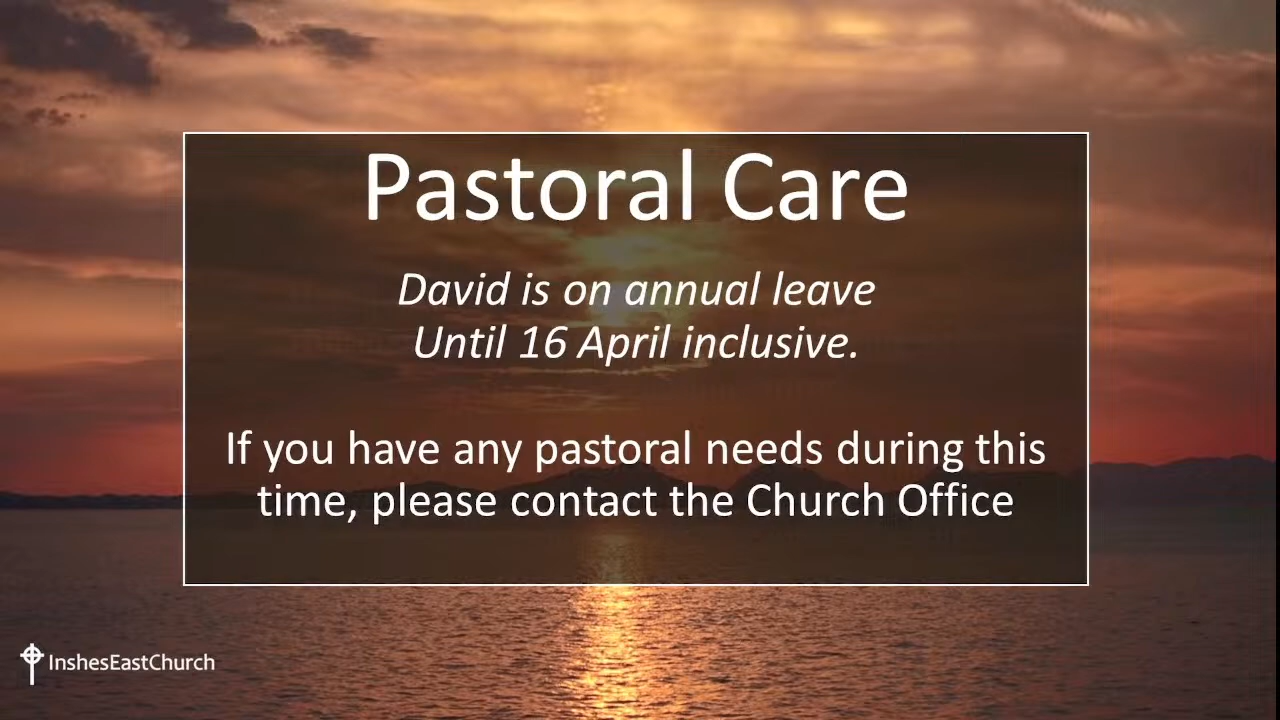 Pastoral Care
David is on annual leave
Until 16 April inclusive.
If you have any pastoral needs during this
time, please contact the Church Office
InshesEastChurch